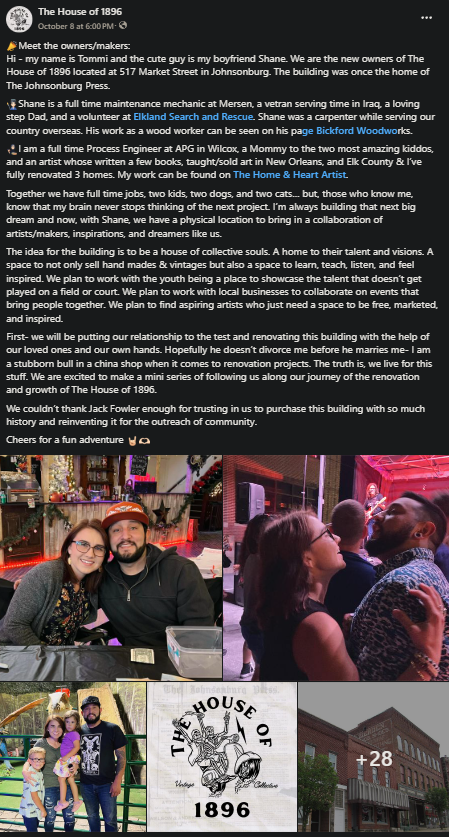 The House of 1896
October 8 at 6:00 PM ·
Meet the owners/makers:
Hi - my name is Tommi and the cute guy is my boyfriend Shane. We are the new owners of The
House of 1896 located at 517 Market Street in Johnsonburg. The building was once the home of
The Johnsonburg Press.
Shane is a full time maintenance mechanic at Mersen, a vetran serving time in Iraq, a loving
step Dad, and a volunteer at Elkland Search and Rescue. Shane was a carpenter while serving our
country overseas. His work as a wood worker can be seen on his page Bickford Woodworks.
I am a full time Process Engineer at APG in Wilcox, a Mommy to the two most amazing kiddos,
and an artist whose written a few books, taught/sold art in New Orleans, and Elk County & I've
fully renovated 3 homes. My work can be found on The Home & Heart Artist.
Together we have full time jobs, two kids, two dogs, and two cats... but, those who know me,
know that my brain never stops thinking of the next project. I'm always building that next big
dream and now, with Shane, we have a physical location to bring in a collaboration of
artists/makers, inspirations, and dreamers like us.
The idea for the building is to be a house of collective souls. A home to their talent and visions. A
space to not only sell hand mades & vintages but also a space to learn, teach, listen, and feel
inspired. We plan to work with the youth being a place to showcase the talent that doesn't get
played on a field or court. We plan to work with local businesses to collaborate on events that
bring people together. We plan to find aspiring artists who just need a space to be free, marketed,
and inspired.
First- we will be putting our relationship to the test and renovating this building with the help of
our loved ones and our own hands. Hopefully he doesn't divorce me before he marries me- I am
a stubborn bull in a china shop when it comes to renovation projects. The truth is, we live for this
stuff. We are excited to make a mini series of following us along our journey of the renovation
and growth of The House of 1896.
We couldn't thank Jack Fowler enough for trusting in us to purchase this building with so much
history and reinventing it for the outreach of community.
Cheers for a fun adventure
The Johnsonburg Press
THE HOUSE OF
Vintage Collective
1896
+28